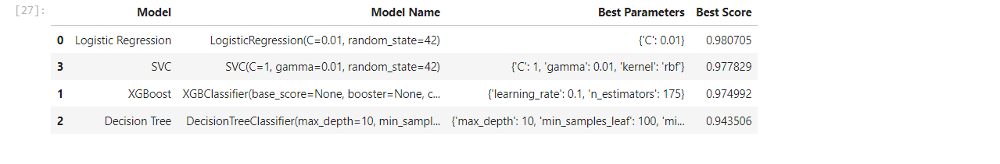 [27]:
Model Model Name Best Parameters Best Score
0 Logistic Regression LogisticRegression(C=0.01, random_state=42) {'C': 0.01} 0.980705
3 SVC SVC(C=1, gamma=0.01, random_state=42) {'C': 1, 'gamma': 0.01, 'kernel': 'rbf'} 0.977829
1 XGBoost XGBClassifier(base_score=None, booster=None, c... {'learning_rate': 0.1, 'n_estimators': 175} 0.974992
2 Decision Tree DecisionTreeClassifier(max_depth=10, min_sampl... {'max_depth': 10, 'min_samples_leaf': 100, 'mi... 0.943506